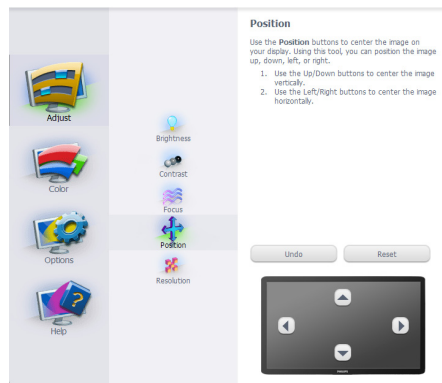 Adjust
Color
Options
Help
Brightness
Contrast
Focus
Position
Resolution
Position
Use the Position buttons to center the image on
your display. Using this tool, you can position the image
up, down, left, or right.
1. Use the Up/Down buttons to center the image
vertically.
2. Use the Left/Right buttons to center the image
horizontally.
Undo
Reset
PHILIPS